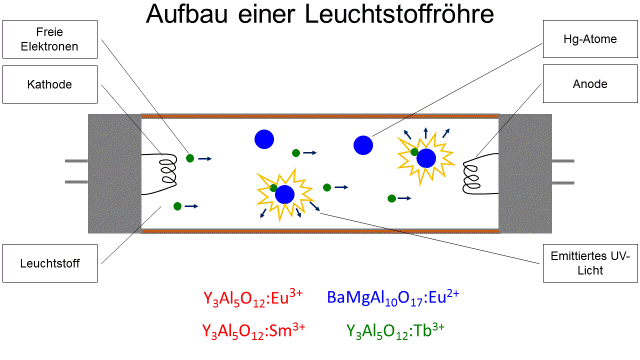 Aufbau einer Leuchtstoffröhre
Freie
Elektronen
Hg-Atome
Kathode
Anode
Leuchtstoff
Emittiertes UV-
Licht
Y₃Al₅O₁₂:Eu³⁺ BaMgAl₁₀O₁₇:Eu²⁺
Y₃Al₅O₁₂:Sm³⁺ Y₃Al₅O₁₂:Tb³⁺